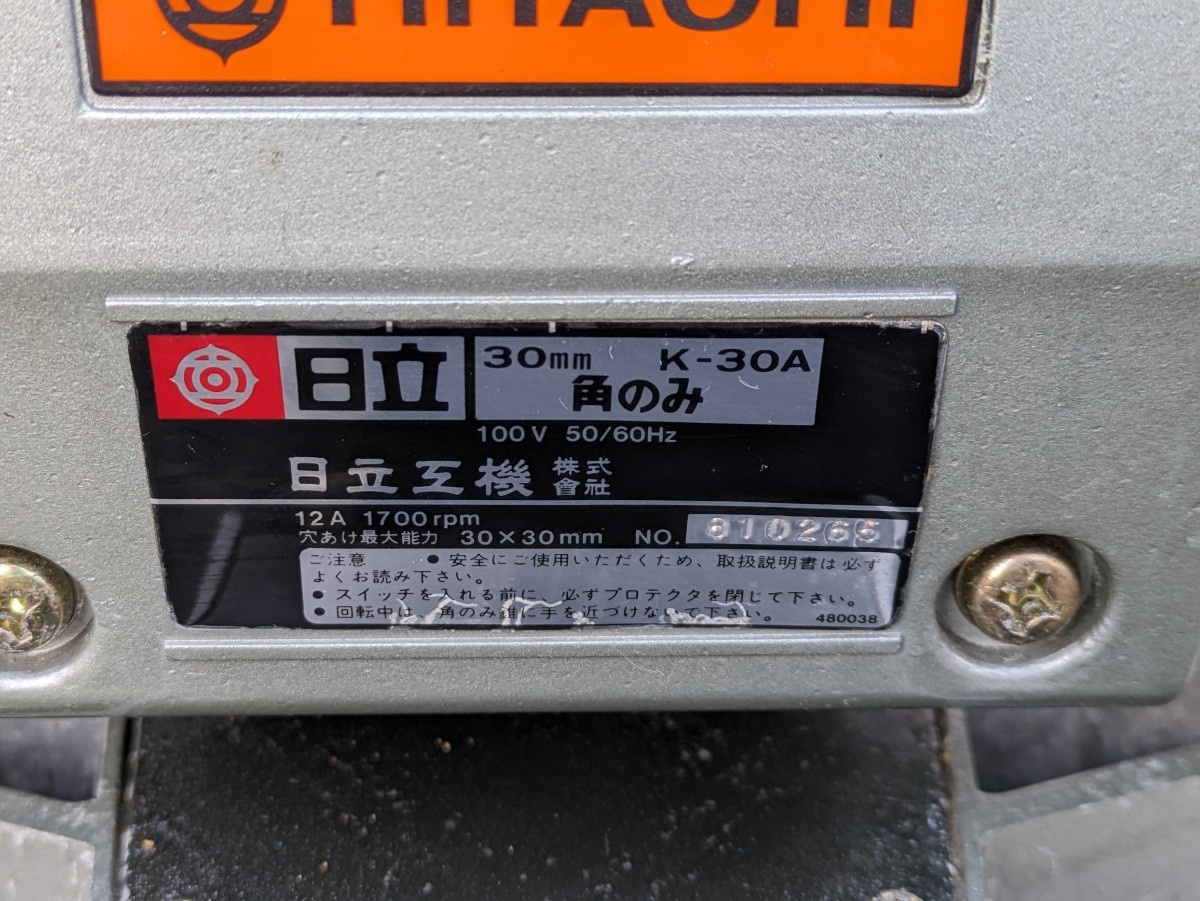 HITACHI
日立
30mm K-30A
角のみ
100V 50/60Hz
日立工機 株式會社
12A 1700rpm
穴あけ最大能力 30×30mm NO.
ご注意 ●安全にご使用いただくため、取扱説明書は必ず
よくお読み下さい。
●スイッチを入れる前に、必ずプロテクタを閉じて下さい。
●回転中は、角のみ錐に手を近づけないで下さい。
480038